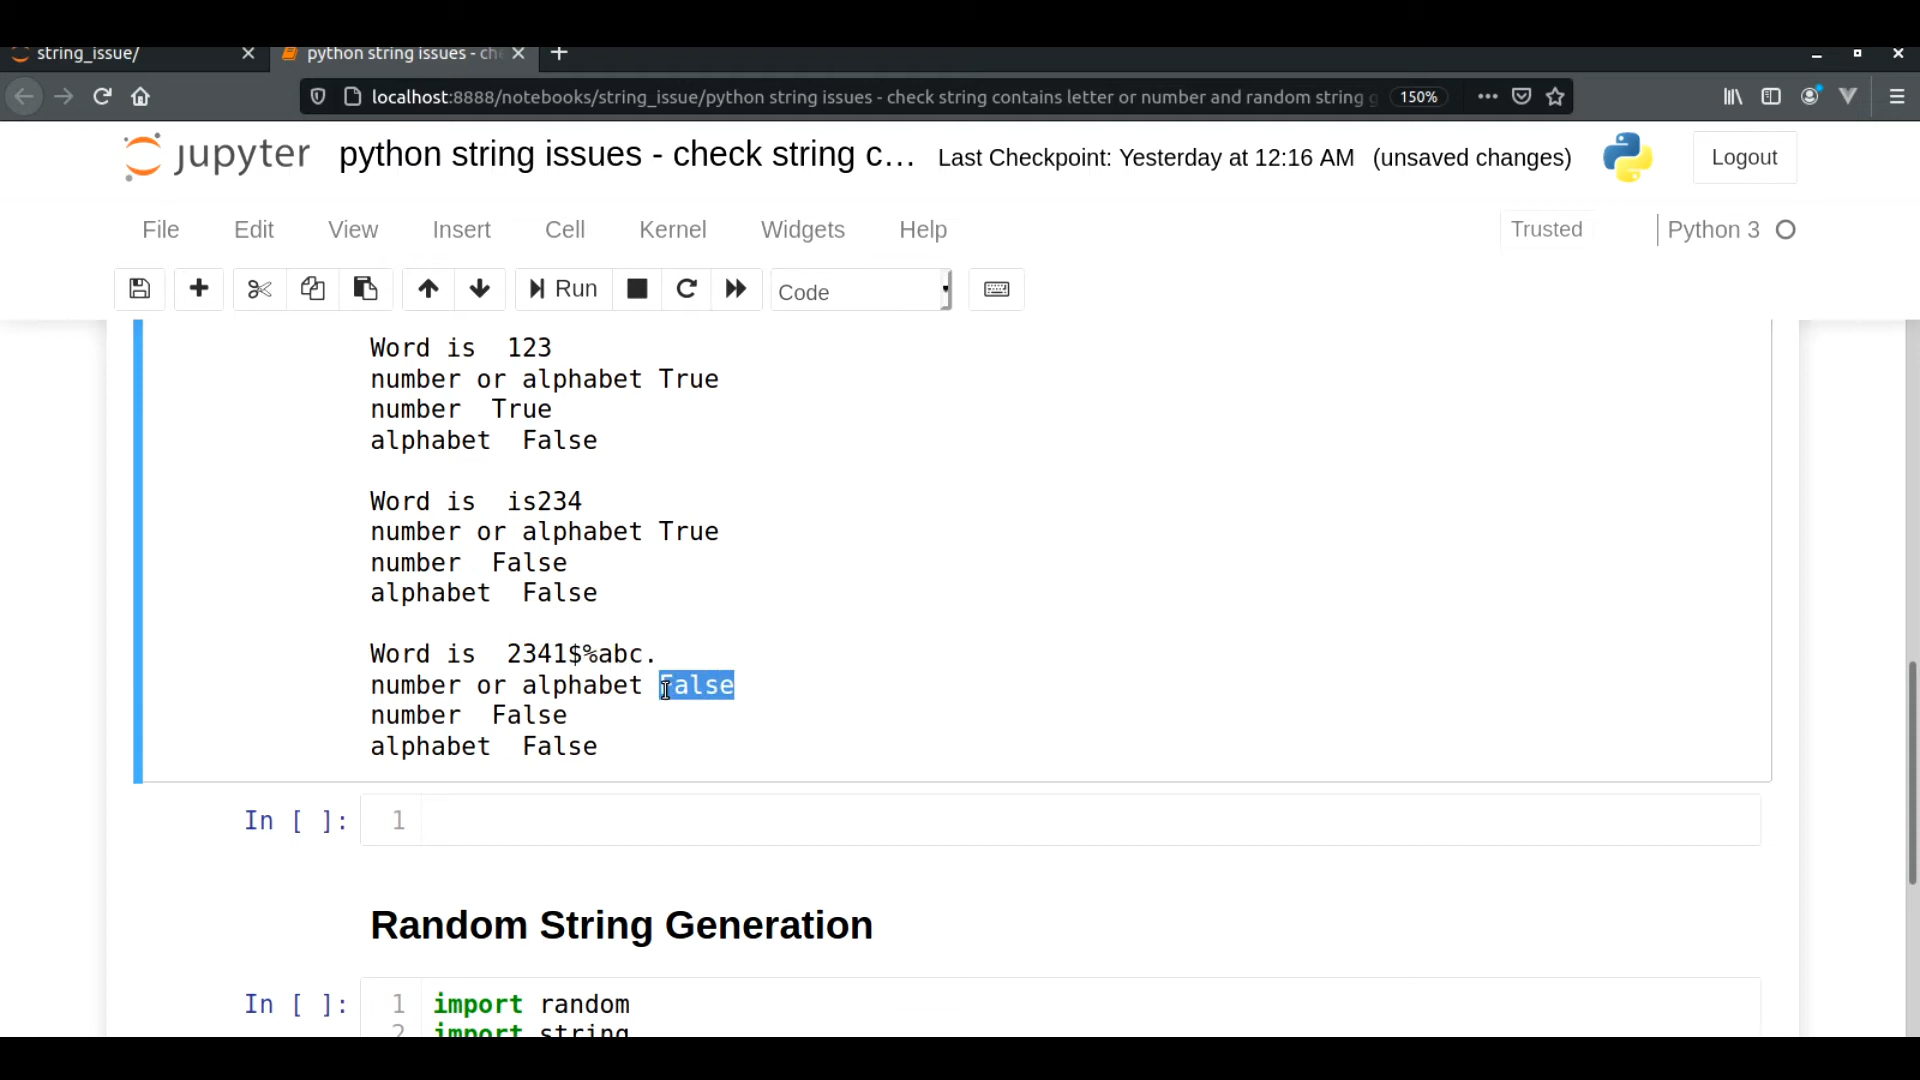 string_issue/
python string issues - che
localhost:8888/notebooks/string_issue/python string issues - check string contains letter or number and random string g
150%
jupyter
python string issues - check string c...
Last Checkpoint: Yesterday at 12:16 AM (unsaved changes)
Logout
File Edit View Insert Cell Kernel Widgets Help
Trusted
Python 3
Run
Code
Word is  123
number or alphabet True
number  True
alphabet  False
Word is  is234
number or alphabet True
number  False
alphabet  False
Word is  2341$%abc.
number or alphabet False
number  False
alphabet  False
In [ ]: 1
Random String Generation
In [ ]: 1 import random
2 import string